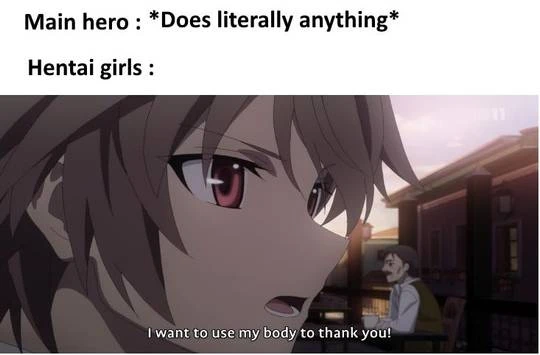 Main hero : *Does literally anything*
Hentai girls :
I want to use my body to thank you!